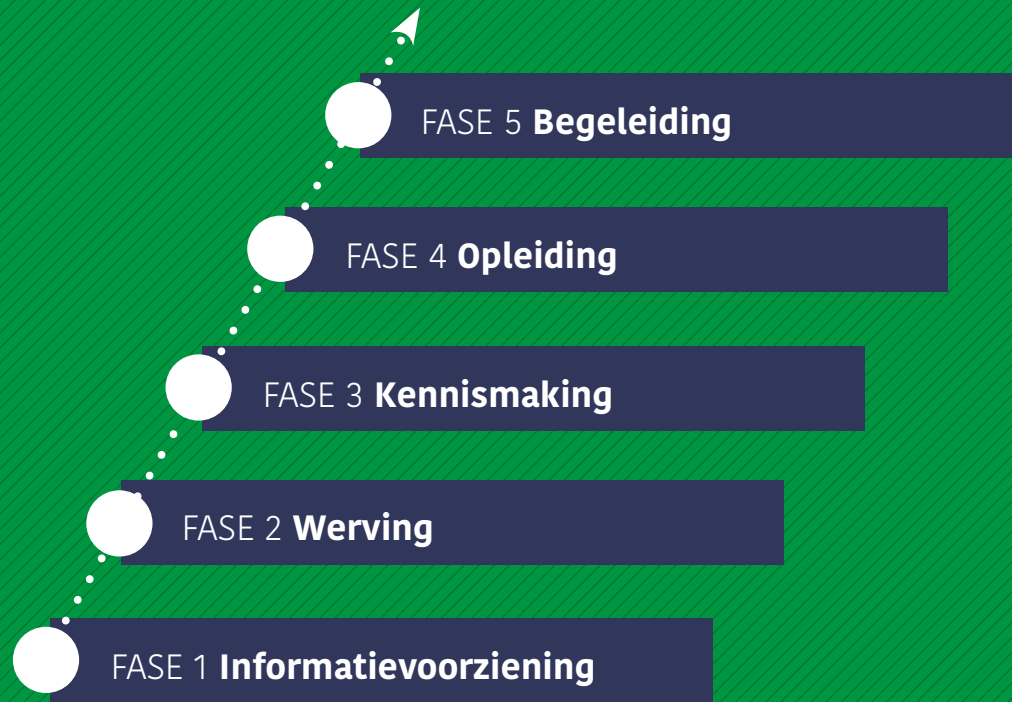 FASE 5 Begeleiding
FASE 4 Opleiding
FASE 3 Kennismaking
FASE 2 Werving
FASE 1 Informatievoorziening